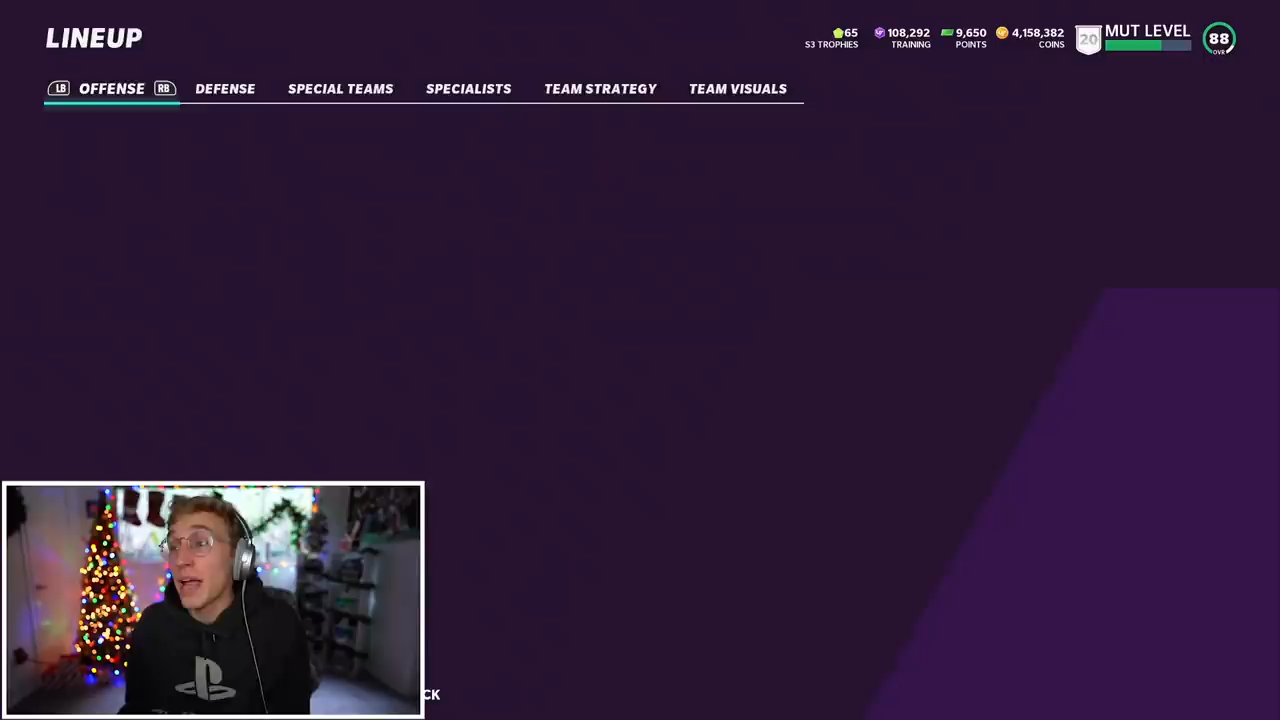 LINEUP
65
S3 TROPHIES
108,292
TRAINING
9,650
POINTS
4,158,382
COINS
20
MUT LEVEL
88
OVR
LB OFFENSE RB DEFENSE SPECIAL TEAMS SPECIALISTS TEAM STRATEGY TEAM VISUALS
CK